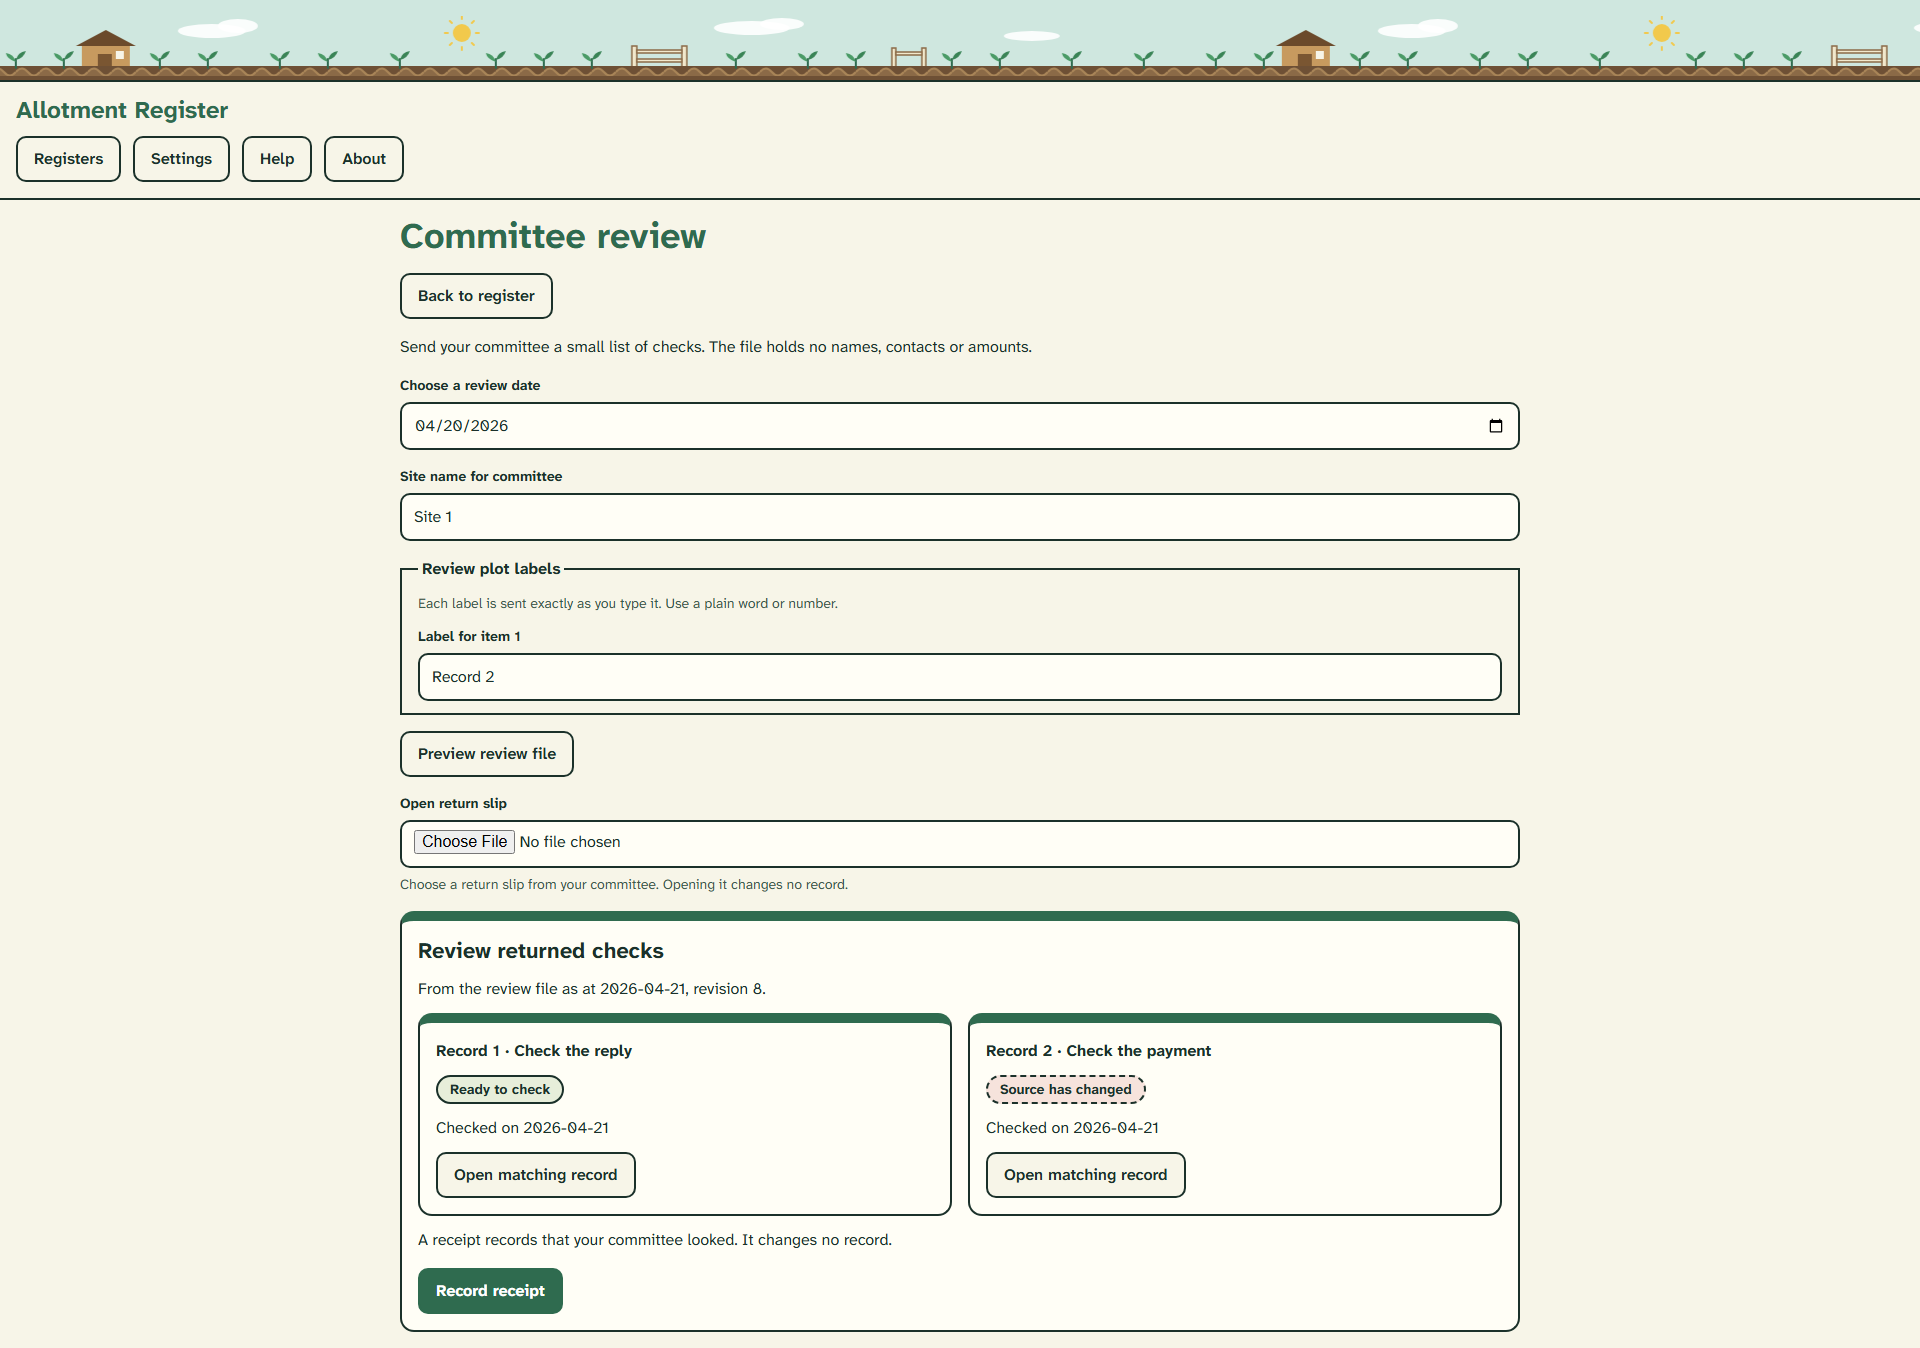 Allotment Register
Registers
Settings
Help
About
Committee review
Back to register
Send your committee a small list of checks. The file holds no names, contacts or amounts.
Choose a review date
04/20/2026
Site name for committee
Site 1
Review plot labels
Each label is sent exactly as you type it. Use a plain word or number.
Label for item 1
Record 2
Preview review file
Open return slip
Choose File No file chosen
Choose a return slip from your committee. Opening it changes no record.
Review returned checks
From the review file as at 2026-04-21, revision 8.
Record 1 · Check the reply
Ready to check
Checked on 2026-04-21
Open matching record
Record 2 · Check the payment
Source has changed
Checked on 2026-04-21
Open matching record
A receipt records that your committee looked. It changes no record.
Record receipt